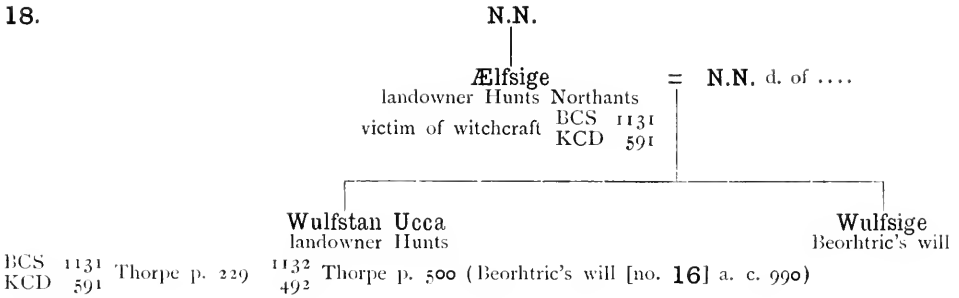 18. N.N.
Ælfsige = N.N. d. of ....
landowner Hunts Northants
victim of witchcraft BCS 1131
KCD 591
Wulfstan Ucca Wulfsige
landowner Hunts Beorhtric's will
BCS 1131 Thorpe p. 229 1132 Thorpe p. 500 (Beorhtric's will [no. 16] a. c. 990)
KCD 591 492